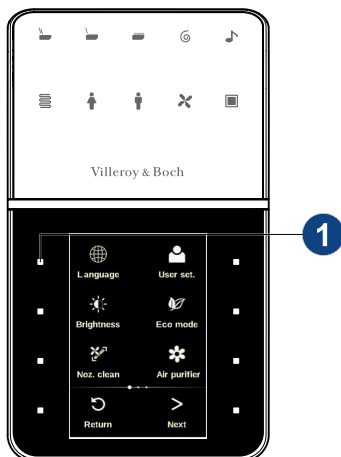 Villeroy & Boch
1
Language User set.
Brightness Eco mode
Noz. clean Air purifier
Return Next